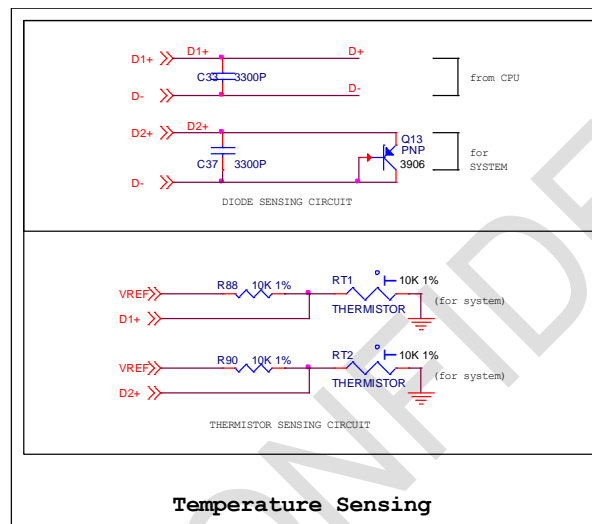 D1+ D1+ D+
C33 3300P
from CPU
D- D-
D2+ D2+
Q13
PNP
3906
C37 3300P
for
SYSTEM
D-
DIODE SENSING CIRCUIT
R88 10K 1% RT1 10K 1%
VREF
THERMISTOR
(for system)
D1+
R90 10K 1% RT2 10K 1%
VREF
THERMISTOR
(for system)
D2+
THERMISTOR SENSING CIRCUIT
Temperature Sensing